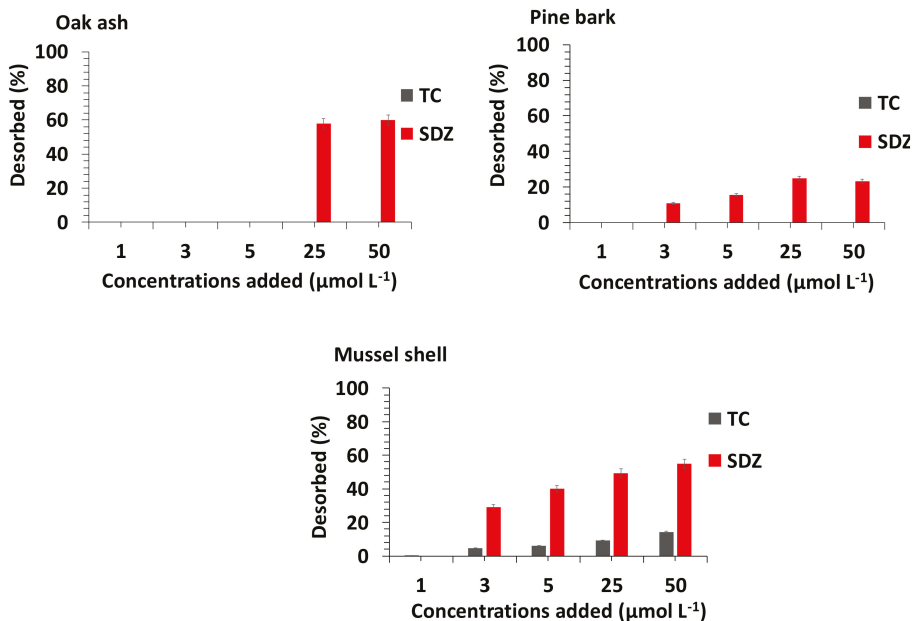 Oak ash
100
80
60
40
20
0
Desorbed (%)
TC
SDZ
1 3 5 25 50
Concentrations added (µmol L-1)
Pine bark
100
80
60
40
20
0
Desorbed (%)
TC
SDZ
1 3 5 25 50
Concentrations added (µmol L-1)
Mussel shell
100
80
60
40
20
0
Desorbed (%)
TC
SDZ
1 3 5 25 50
Concentrations added (µmol L-1)